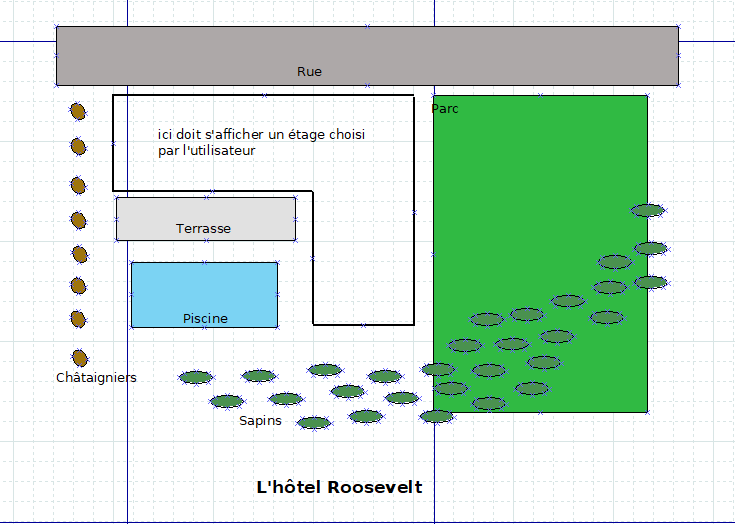 Rue
Parc
ici doit s'afficher un étage choisi
par l'utilisateur
Terrasse
Piscine
Châtaigniers
Sapins
L'hôtel Roosevelt